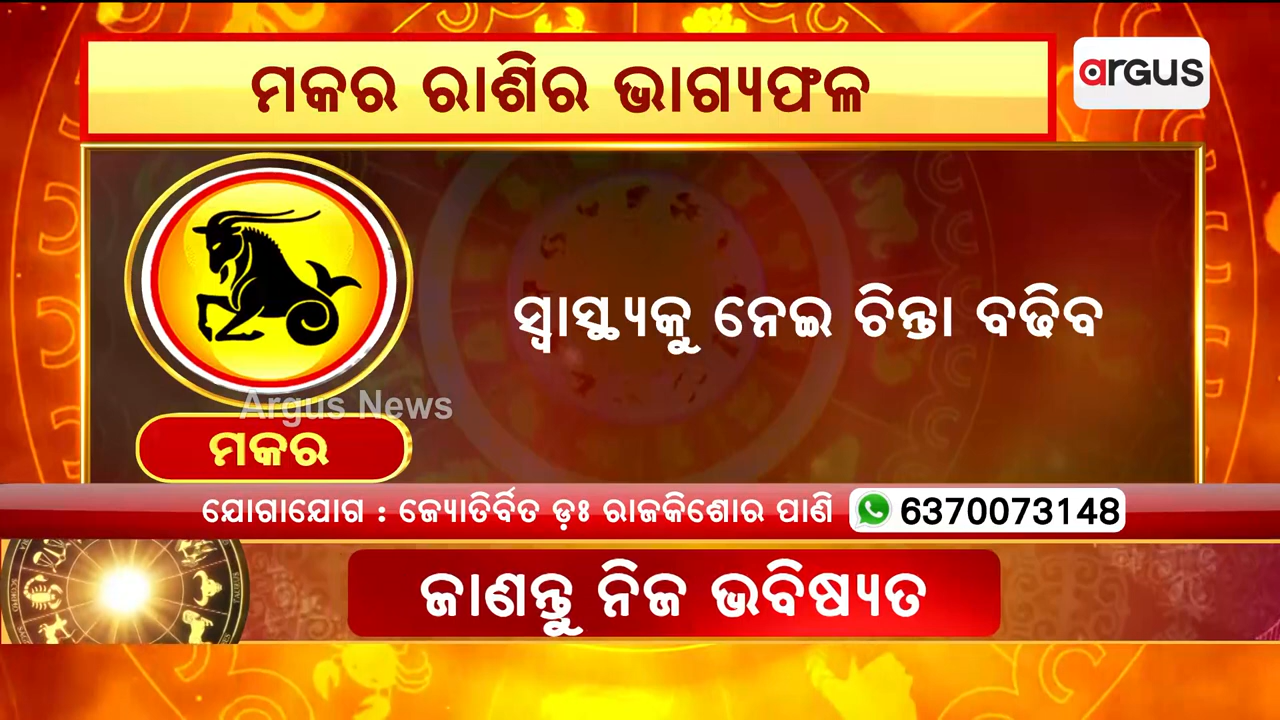 ମକର ରାଶିର ଭାଗ୍ୟଫଳ
argus
ସ୍ୱାସ୍ଥ୍ୟକୁ ନେଇ ଚିନ୍ତା ବଢିବ
Argus News
ମକର
ଯୋଗାଯୋଗ : ଜ୍ୟୋତିର୍ବିତ ଡ଼ଃ ରାଜକିଶୋର ପାଣି 6370073148
ଜାଣନ୍ତୁ ନିଜ ଭବିଷ୍ୟତ